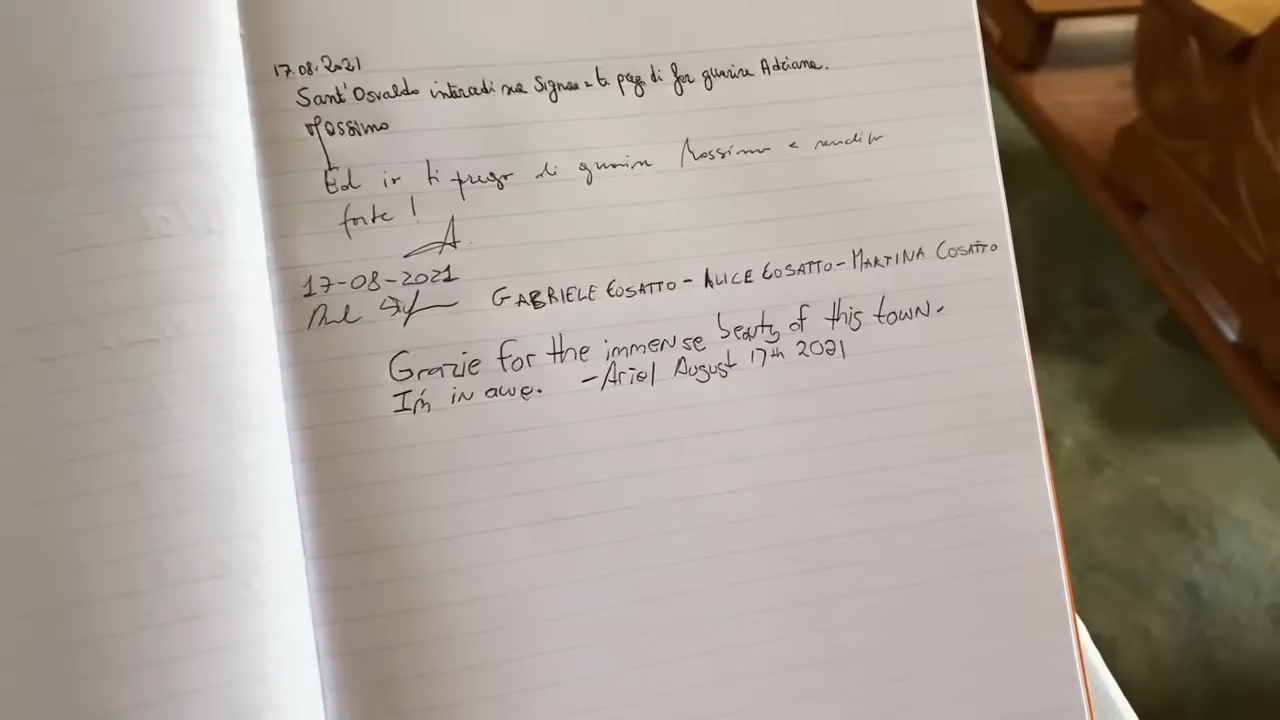 17.08.2021
Sant'Osvaldo intercedi Signore e ti prego di far guarire Adriana.
Massimo
Ed io ti prego di guarire Massimo e renderlo
forte!
A
17-08-2021
GABRIELE COSATTO - ALICE COSATTO - MARTINA COSATTO
Grazie for the immense beauty of this town.
I'm in awe. - Ariel August 17th 2021